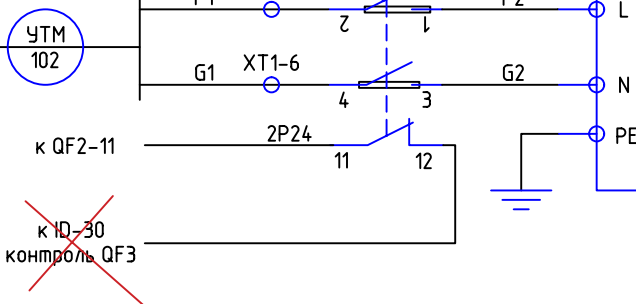 2 1
L
УТМ
102
G1 XT1-6 G2 N
4 3
2P24
PE
к QF2-11
11 12
к ID-30
контроль QF3